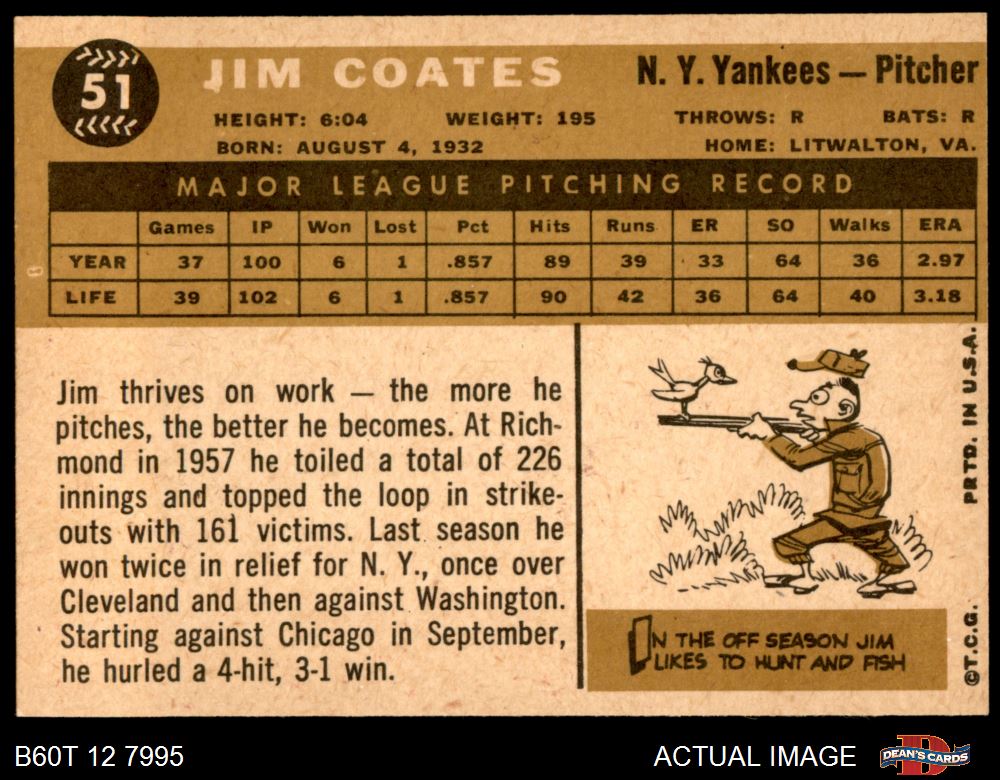 51
JIM COATES
N. Y. Yankees — Pitcher
HEIGHT: 6:04 WEIGHT: 195 THROWS: R BATS: R
BORN: AUGUST 4, 1932 HOME: LITWALTON, VA.
MAJOR LEAGUE PITCHING RECORD
Games IP Won Lost Pct Hits Runs ER SO Walks ERA
YEAR 37 100 6 1 .857 89 39 33 64 36 2.97
LIFE 39 102 6 1 .857 90 42 36 64 40 3.18
Jim thrives on work — the more he
pitches, the better he becomes. At Rich-
mond in 1957 he toiled a total of 226
innings and topped the loop in strike-
outs with 161 victims. Last season he
won twice in relief for N. Y., once over
Cleveland and then against Washington.
Starting against Chicago in September,
he hurled a 4-hit, 3-1 win.
IN THE OFF SEASON JIM
LIKES TO HUNT AND FISH
©T.C.G. PRTD. IN U.S.A.
B60T 12 7995
ACTUAL IMAGE
DEAN'S CARDS